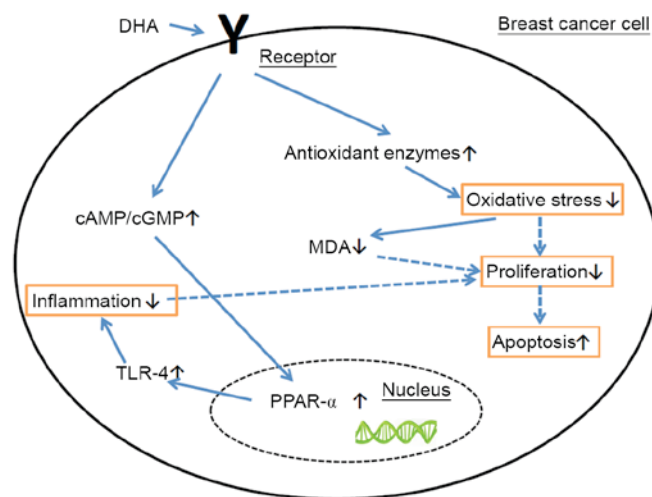 DHA
Breast cancer cell
Receptor
Antioxidant enzymes↑
Oxidative stress↓
cAMP/cGMP↑
MDA↓
Proliferation↓
Inflammation↓
Apoptosis↑
TLR-4↑
Nucleus
PPAR-α ↑